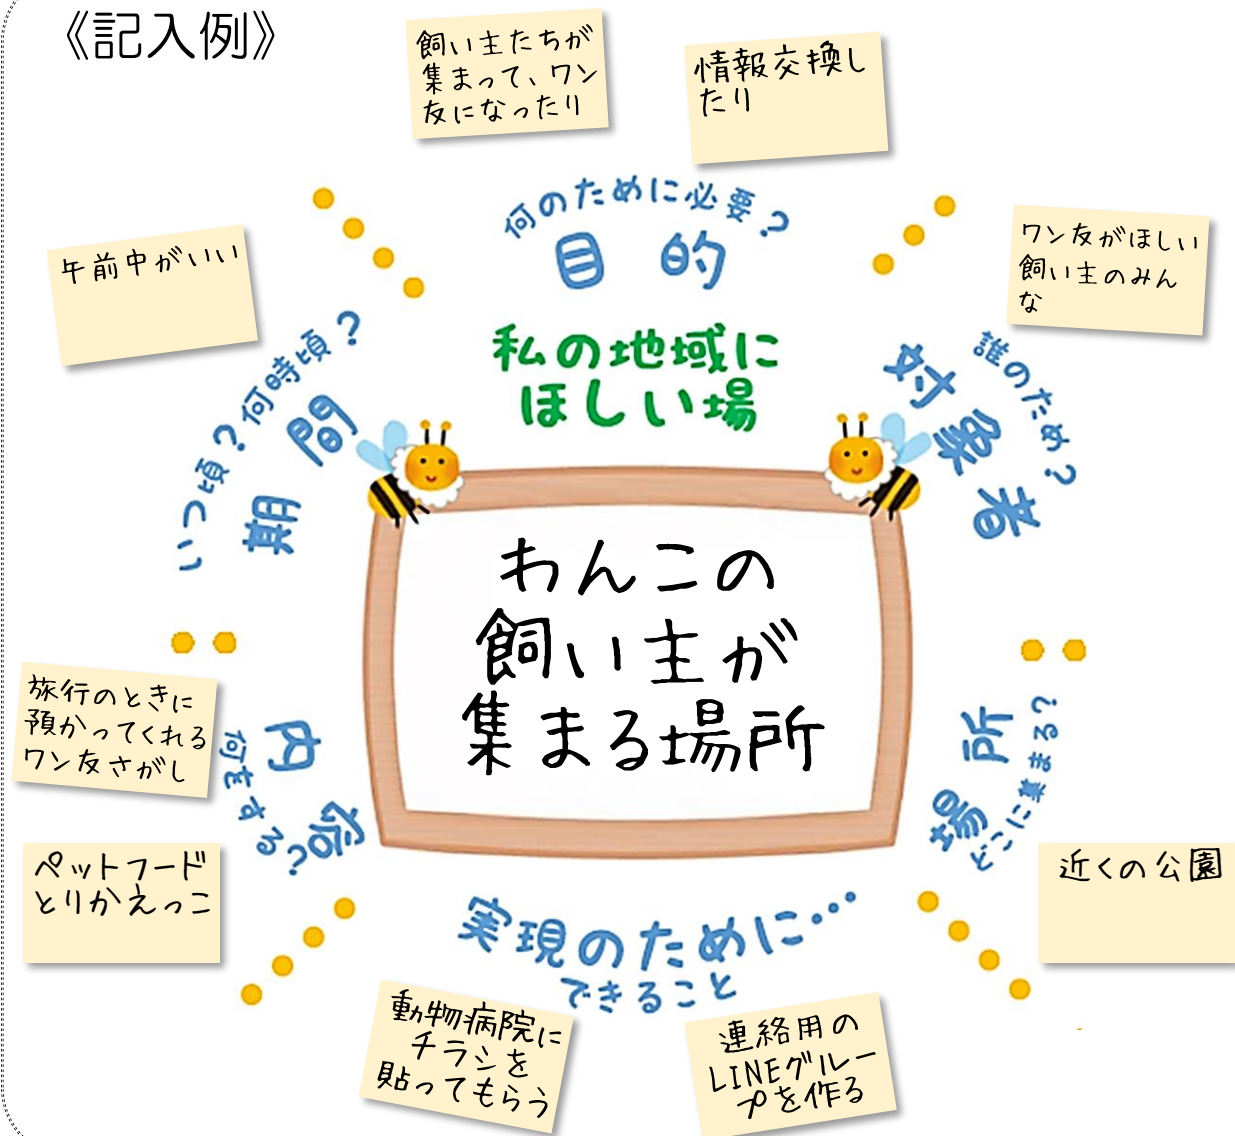 《記入例》
飼い主たちが
集まって、ワン
友になったり
情報交換し
たり
何のために必要？
目的
午前中がいい
いつ頃？何時頃？
期間
ワン友がほしい
飼い主のみん
な
誰のため？
対象者
私の地域に
ほしい場
わんこの
飼い主が
集まる場所
旅行のときに
預かってくれる
ワン友さがし
ペットフード
とりかえっこ
内容
何をする？
場所
どこに集まる？
近くの公園
実現のために…
できること
動物病院に
チラシを
貼ってもらう
連絡用の
LINEグルー
プを作る